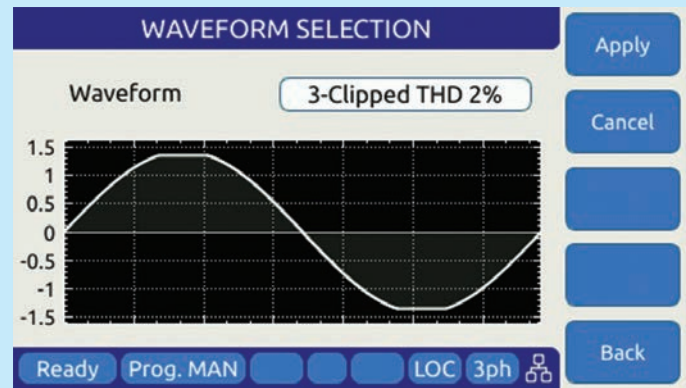 WAVEFORM SELECTION
Waveform
3-Clipped THD 2%
1.5
1
0.5
0
-0.5
-1
-1.5
Ready Prog. MAN LOC 3ph
Apply
Cancel
Back